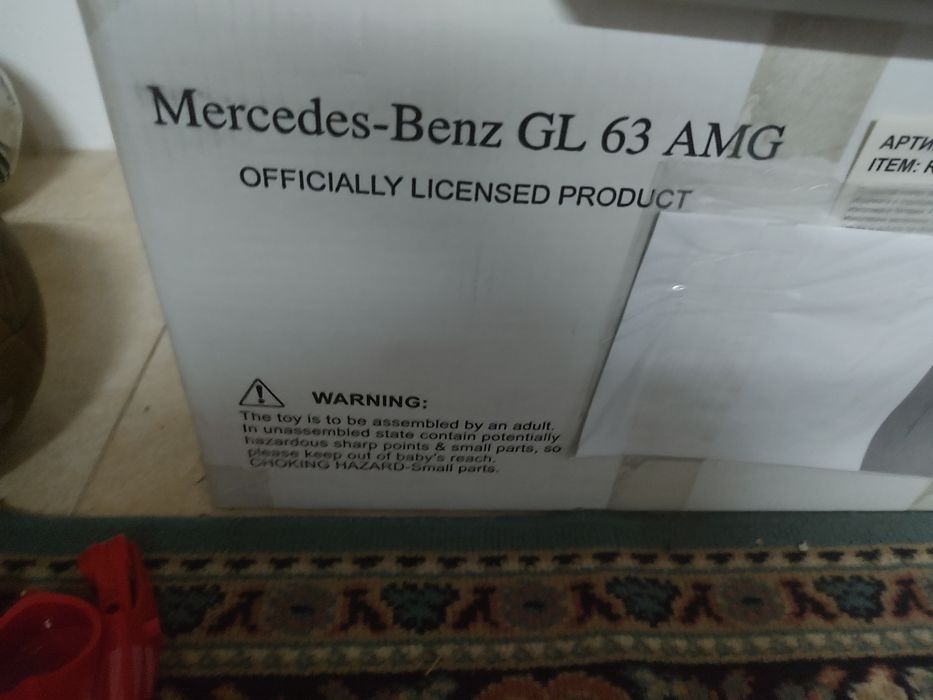 Mercedes-Benz GL 63 AMG
OFFICIALLY LICENSED PRODUCT
АРТИ
ITEM: R
WARNING:
The toy is to be assembled by an adult.
In unassembled state contain potentially
hazardous sharp points & small parts, so
please keep out of baby's reach.
CHOKING HAZARD-Small parts.